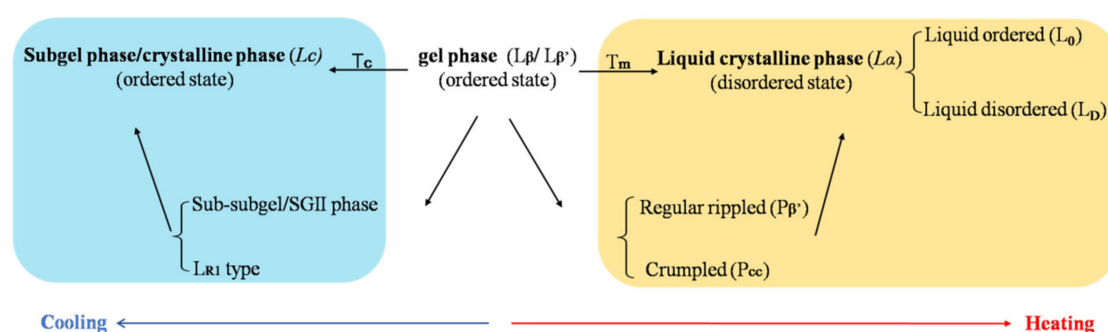 Subgel phase/crystalline phase (Lc)
(ordered state)
Tc
gel phase (Lβ/ Lβ’)
(ordered state)
Tm
Liquid crystalline phase (Lα)
(disordered state)
Liquid ordered (L0)
Liquid disordered (LD)
Sub-subgel/SGII phase
LR1 type
Regular rippled (Pβ’)
Crumpled (Pcc)
Cooling
Heating